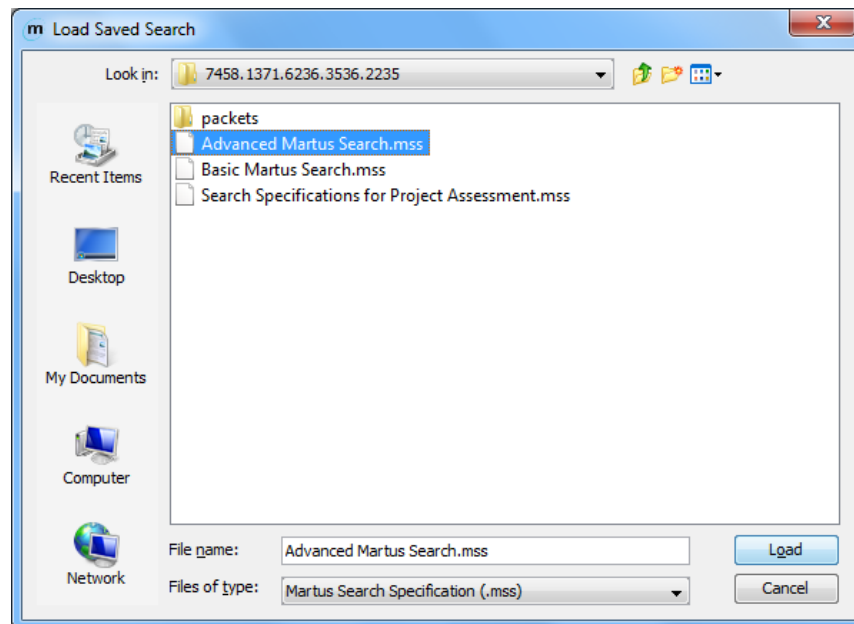 m Load Saved Search
Look in: 7458.1371.6236.3536.2235
packets
Advanced Martus Search.mss
Basic Martus Search.mss
Search Specifications for Project Assessment.mss
Recent Items
Desktop
My Documents
Computer
Network
File name: Advanced Martus Search.mss
Load
Files of type: Martus Search Specification (.mss)
Cancel